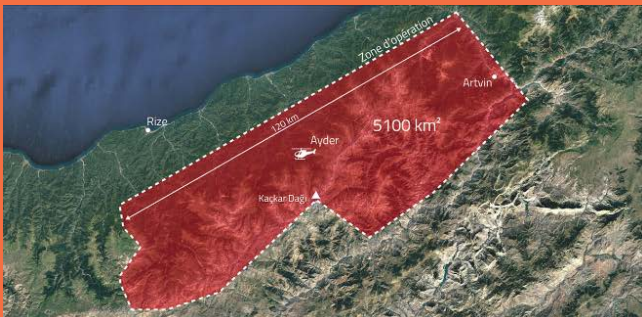 Zone d'opération
Artvin
120 km
5100 km²
Rize
Ayder
Kaçkar Dağı